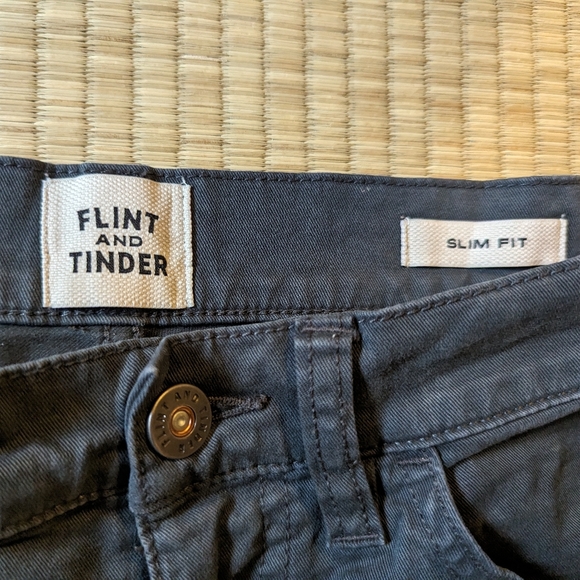 FLINT
AND
TINDER
SLIM FIT
FLINT AND TINDER